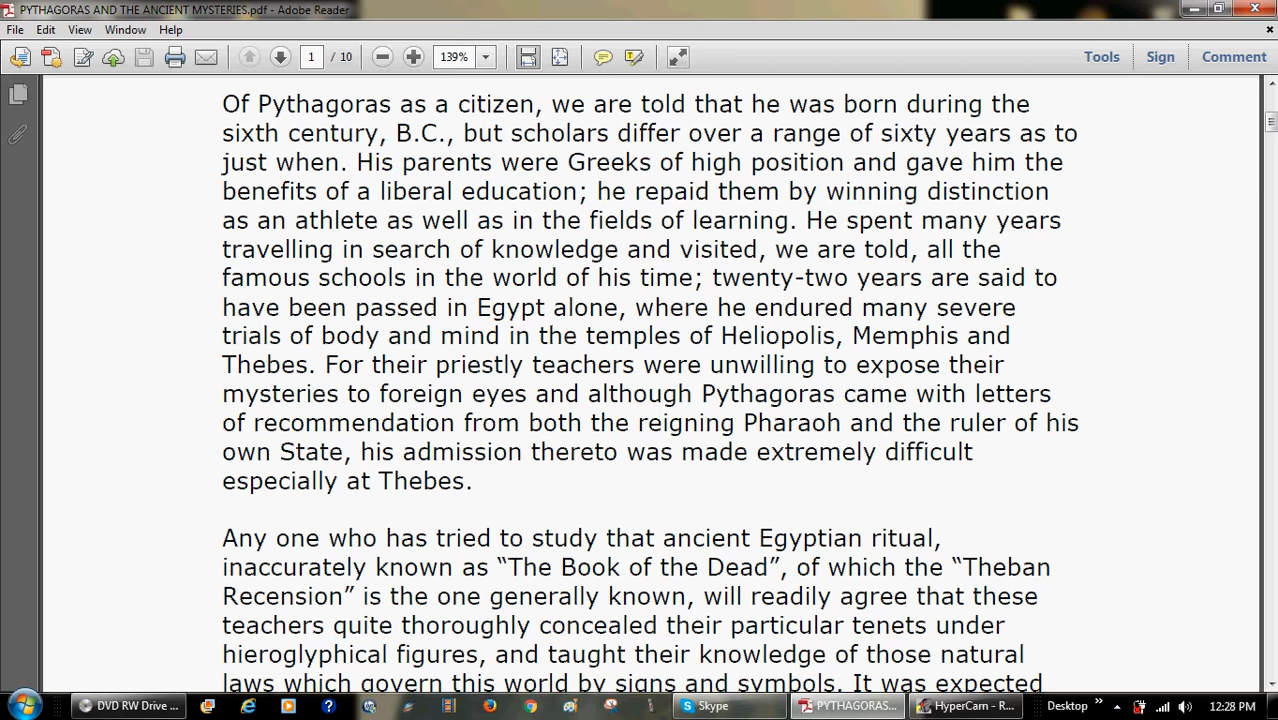 PYTHAGORAS AND THE ANCIENT MYSTERIES.pdf - Adobe Reader
File Edit View Window Help
1 / 10 139% Tools Sign Comment
Of Pythagoras as a citizen, we are told that he was born during the
sixth century, B.C., but scholars differ over a range of sixty years as to
just when. His parents were Greeks of high position and gave him the
benefits of a liberal education; he repaid them by winning distinction
as an athlete as well as in the fields of learning. He spent many years
travelling in search of knowledge and visited, we are told, all the
famous schools in the world of his time; twenty-two years are said to
have been passed in Egypt alone, where he endured many severe
trials of body and mind in the temples of Heliopolis, Memphis and
Thebes. For their priestly teachers were unwilling to expose their
mysteries to foreign eyes and although Pythagoras came with letters
of recommendation from both the reigning Pharaoh and the ruler of his
own State, his admission thereto was made extremely difficult
especially at Thebes.
Any one who has tried to study that ancient Egyptian ritual,
inaccurately known as “The Book of the Dead”, of which the “Theban
Recension” is the one generally known, will readily agree that these
teachers quite thoroughly concealed their particular tenets under
hieroglyphical figures, and taught their knowledge of those natural
laws which govern this world by signs and symbols. It was expected
DVD RW Drive ... Skype PYTHAGORAS... HyperCam - R... Desktop 12:28 PM